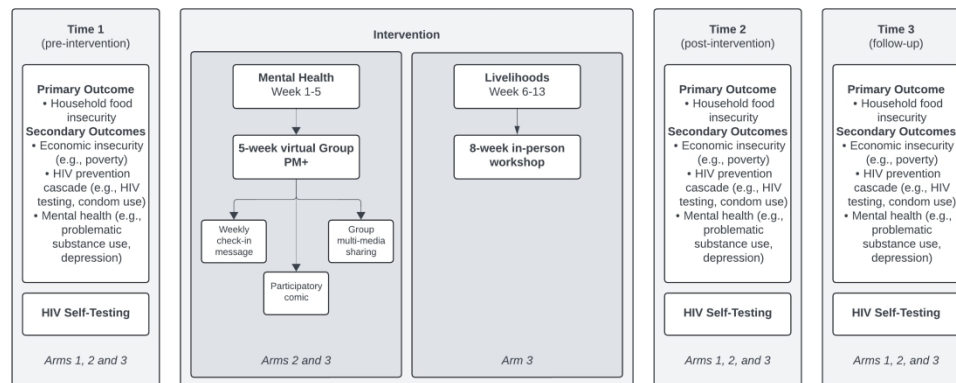 Time 1
(pre-intervention)
Primary Outcome
• Household food
insecurity
Secondary Outcomes
• Economic insecurity
(e.g., poverty)
• HIV prevention
cascade (e.g., HIV
testing, condom use)
• Mental health (e.g.,
problematic
substance use,
depression)
HIV Self-Testing
Arms 1, 2 and 3
Intervention
Mental Health
Week 1-5
5-week virtual Group
PM+
Weekly
check-in
message
Participatory
comic
Group
multi-media
sharing
Arms 2 and 3
Livelihoods
Week 6-13
8-week in-person
workshop
Arm 3
Time 2
(post-intervention)
Primary Outcome
• Household food
insecurity
Secondary Outcomes
• Economic insecurity
(e.g., poverty)
• HIV prevention
cascade (e.g., HIV
testing, condom use)
• Mental health (e.g.,
problematic
substance use,
depression)
HIV Self-Testing
Arms 1, 2, and 3
Time 3
(follow-up)
Primary Outcome
• Household food
insecurity
Secondary Outcomes
• Economic insecurity
(e.g., poverty)
• HIV prevention
cascade (e.g., HIV
testing, condom use)
• Mental health (e.g.,
problematic
substance use,
depression)
HIV Self-Testing
Arms 1, 2, and 3